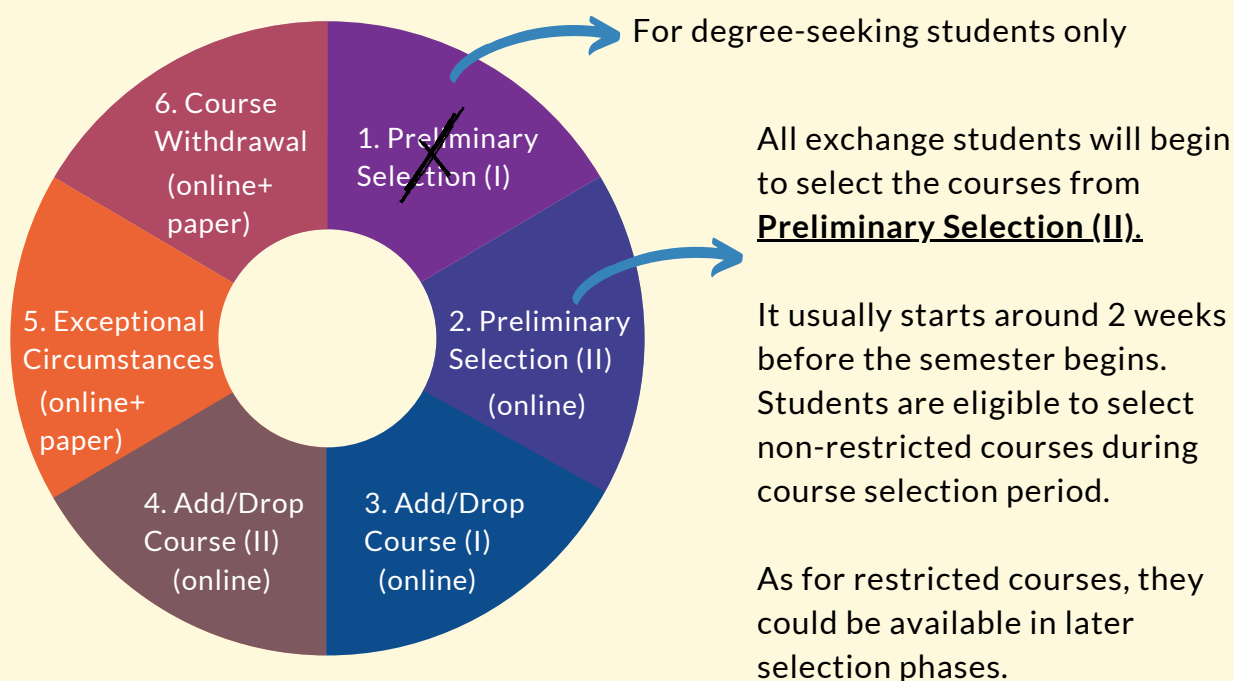 For degree-seeking students only
1. Preliminary
Selection (I)
All exchange students will begin
to select the courses from
Preliminary Selection (II).
It usually starts around 2 weeks
before the semester begins.
Students are eligible to select
non-restricted courses during
course selection period.
As for restricted courses, they
could be available in later
selection phases.
2. Preliminary
Selection (II)
(online)
3. Add/Drop
Course (I)
(online)
4. Add/Drop
Course (II)
(online)
5. Exceptional
Circumstances
(online+
paper)
6. Course
Withdrawal
(online+
paper)